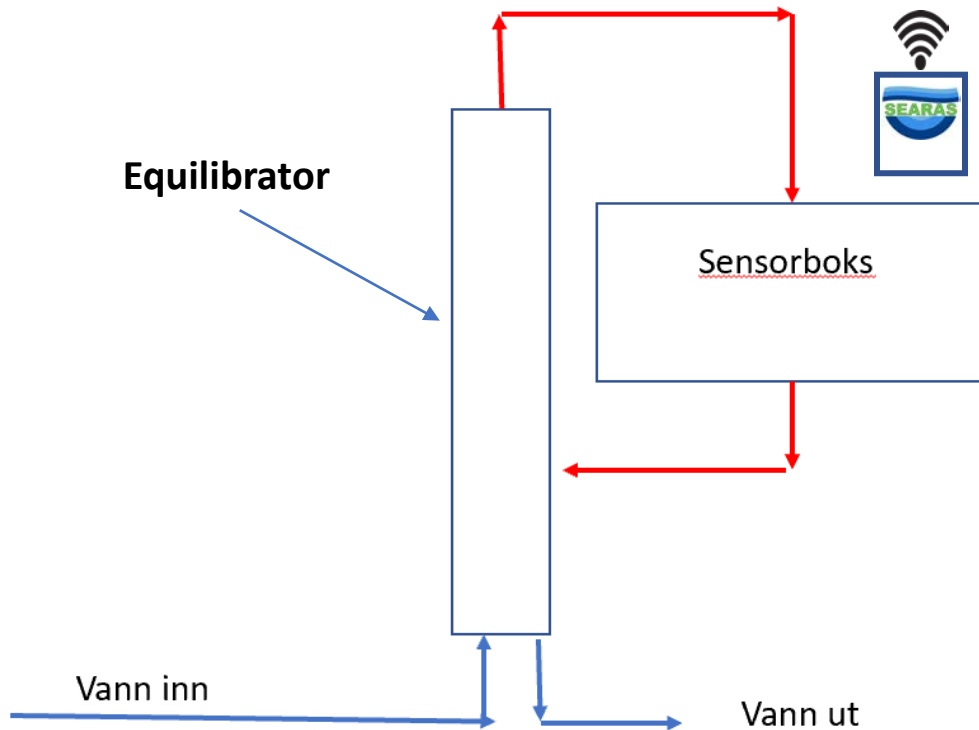 SEARAS
Equilibrator
Sensorboks
Vann inn
Vann ut